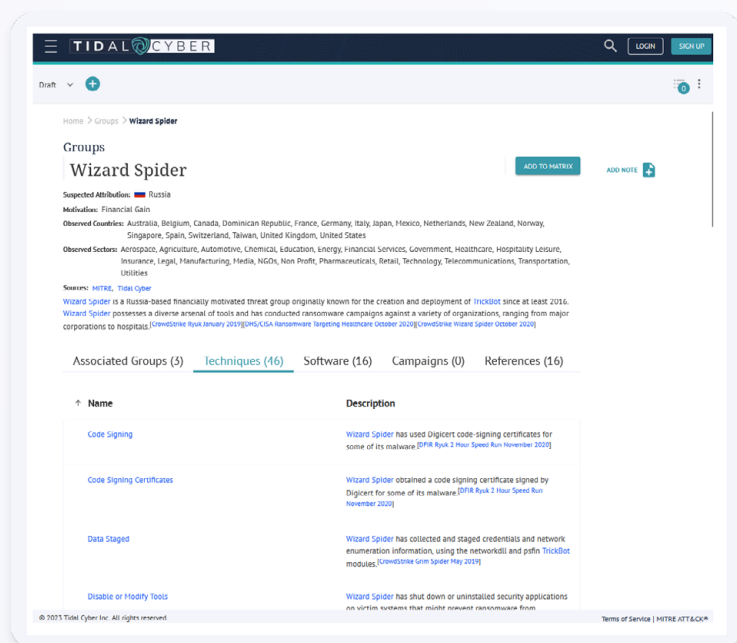 TIDAL CYBER
LOGIN
SIGN UP
Draft
0
Home > Groups > Wizard Spider
Groups
Wizard Spider
ADD TO MATRIX
ADD NOTE
Suspected Attribution: Russia
Motivation: Financial Gain
Observed Countries: Australia, Belgium, Canada, Dominican Republic, France, Germany, Italy, Japan, Mexico, Netherlands, New Zealand, Norway,
Singapore, Spain, Switzerland, Taiwan, United Kingdom, United States
Observed Sectors: Aerospace, Agriculture, Automotive, Chemical, Education, Energy, Financial Services, Government, Healthcare, Hospitality Leisure,
Insurance, Legal, Manufacturing, Media, NGOs, Non Profit, Pharmaceuticals, Retail, Technology, Telecommunications, Transportation,
Utilities
Sources: MITRE, Tidal Cyber
Wizard Spider is a Russia-based financially motivated threat group originally known for the creation and deployment of TrickBot since at least 2016.
Wizard Spider possesses a diverse arsenal of tools and has conducted ransomware campaigns against a variety of organizations, ranging from major
corporations to hospitals.[CrowdStrike Ryuk January 2019][DHS/CISA Ransomware Targeting Healthcare October 2020][CrowdStrike Wizard Spider October 2020]
Associated Groups (3) Techniques (46) Software (16) Campaigns (0) References (16)
↑ Name Description
Code Signing
Wizard Spider has used Digicert code-signing certificates for
some of its malware.[DFIR Ryuk 2 Hour Speed Run November 2020]
Code Signing Certificates
Wizard Spider obtained a code signing certificate signed by
Digicert for some of its malware.[DFIR Ryuk 2 Hour Speed Run
November 2020]
Data Staged
Wizard Spider has collected and staged credentials and network
enumeration information, using the networkdll and psfin TrickBot
modules.[CrowdStrike Grim Spider May 2019]
Disable or Modify Tools
Wizard Spider has shut down or uninstalled security applications
on victim systems that might prevent ransomware from
© 2023 Tidal Cyber Inc. All rights reserved.
Terms of Service | MITRE ATT&CK®